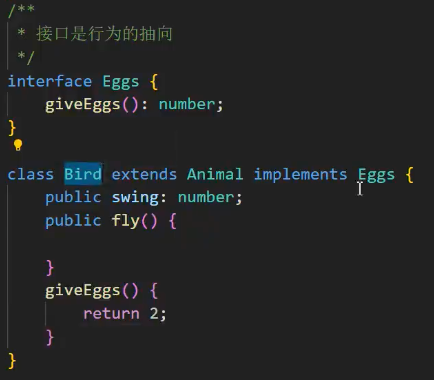 /**
 * 接口是行为的抽向
 */
interface Eggs {
    giveEggs(): number;
}

class Bird extends Animal implements Eggs {
    public swing: number;
    public fly() {

    }
    giveEggs() {
        return 2;
    }
}